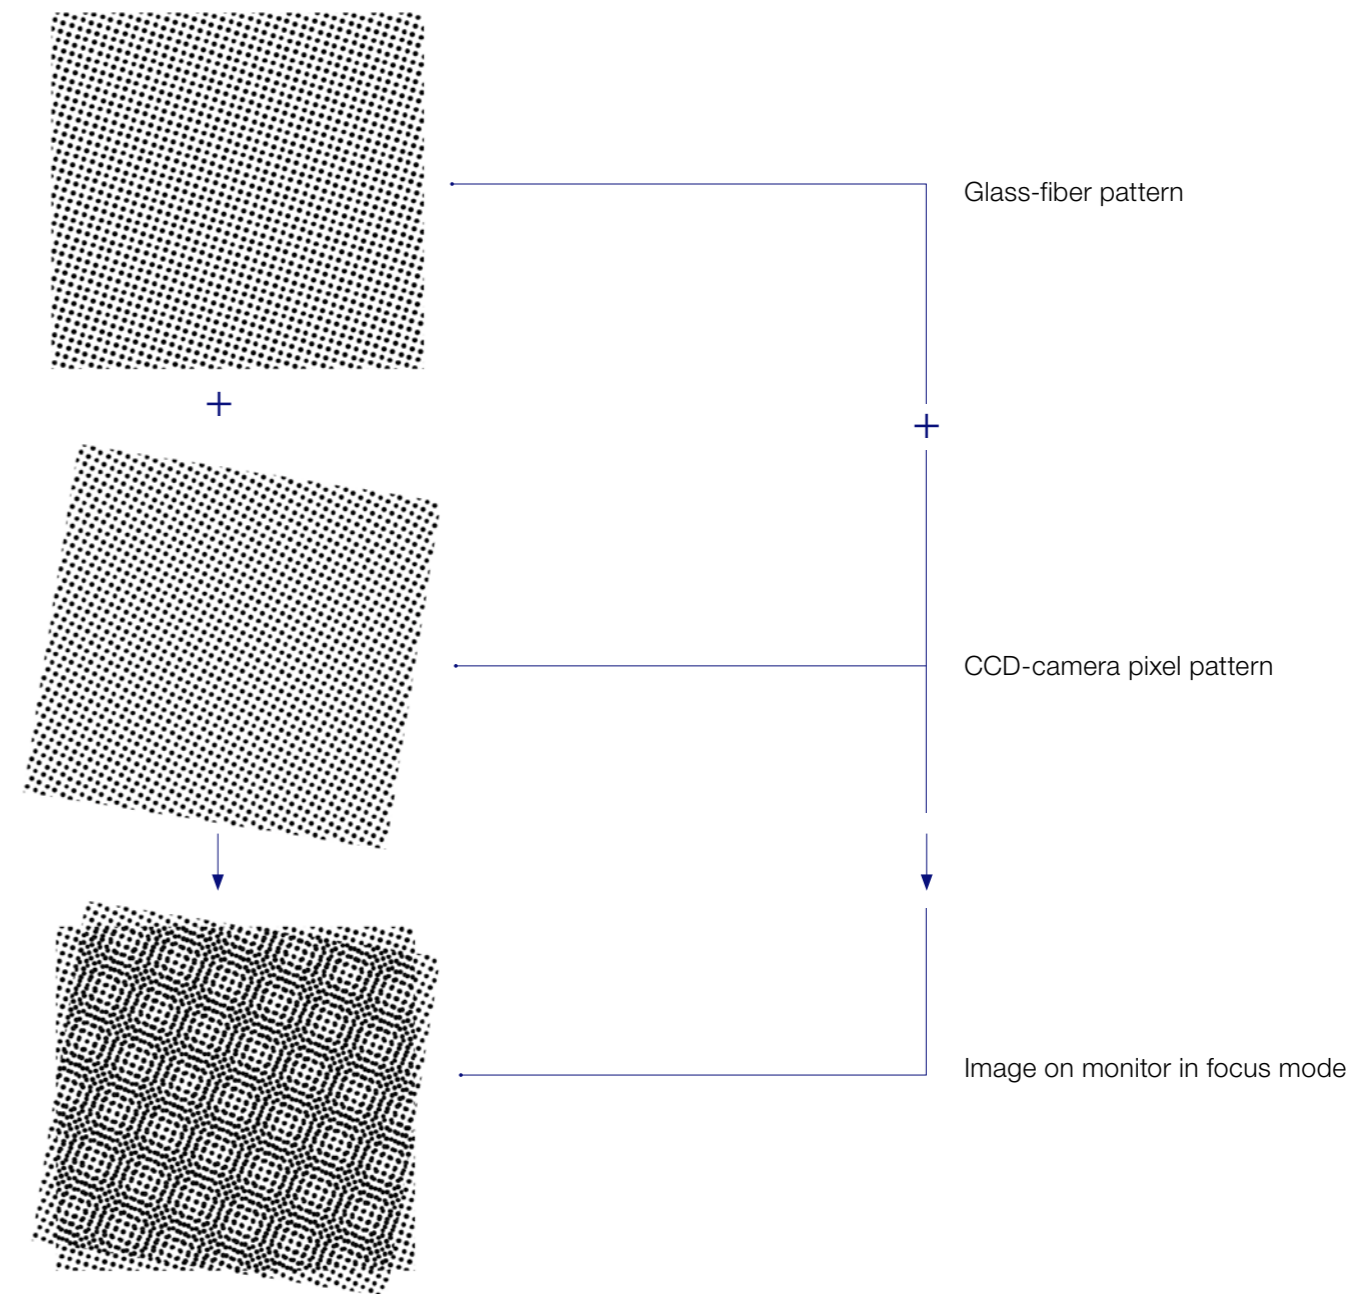 Glass-fiber pattern
+
+
CCD-camera pixel pattern
Image on monitor in focus mode